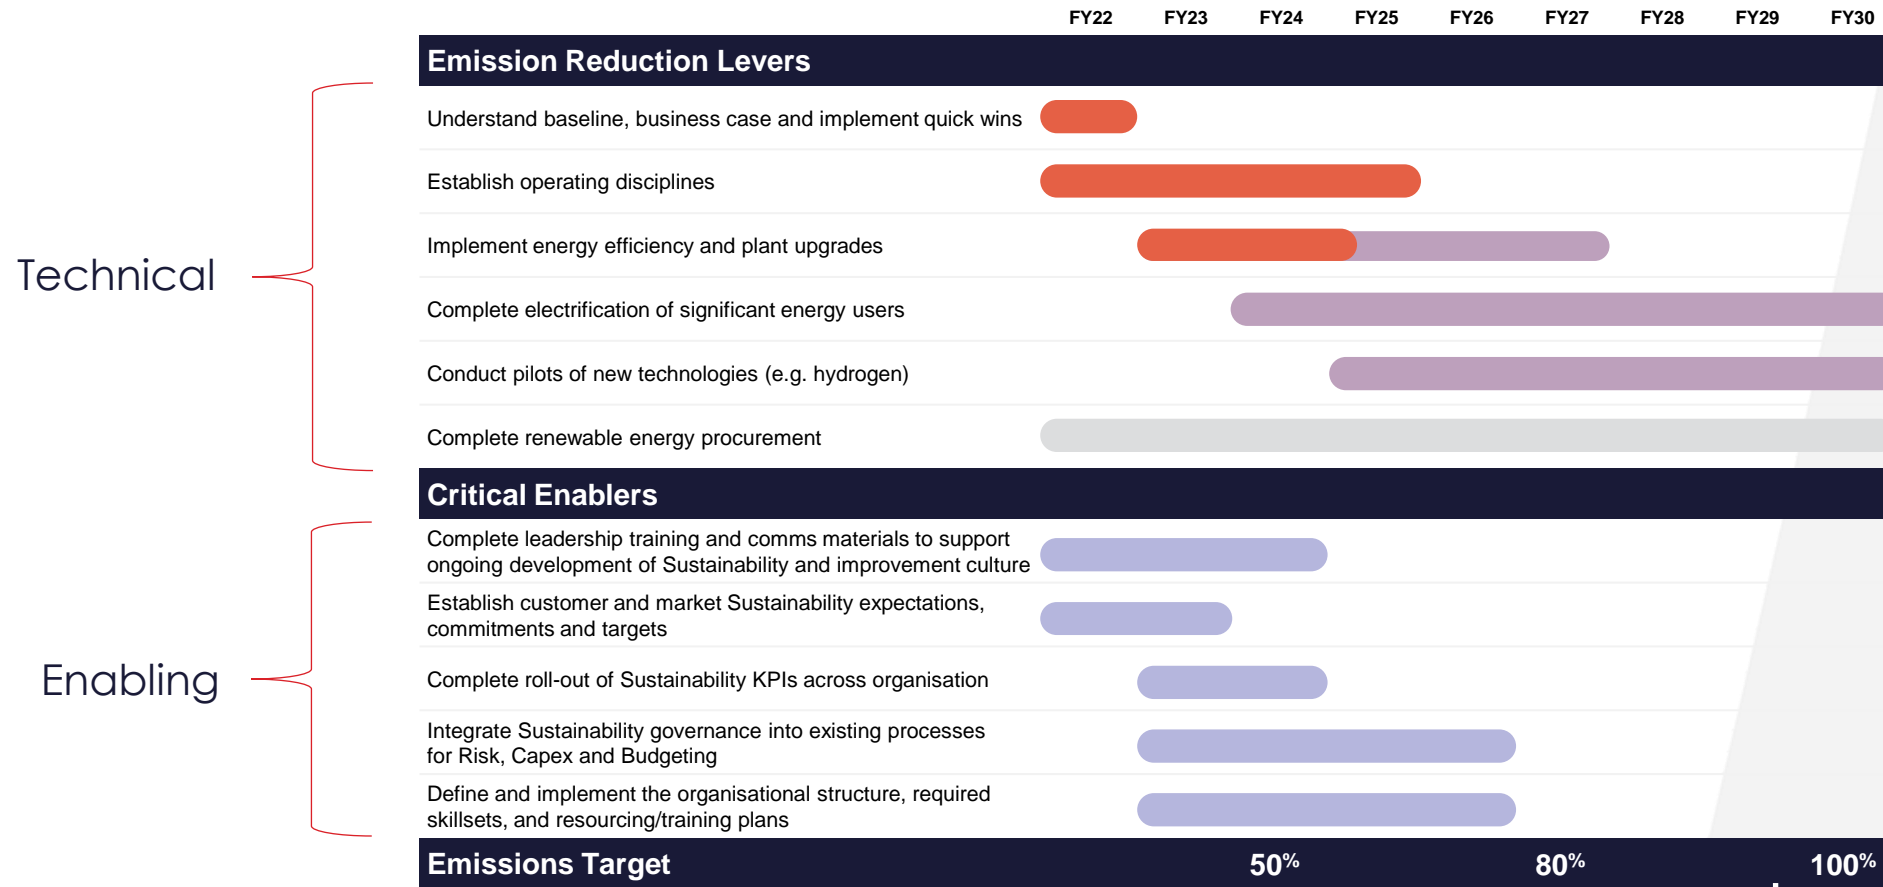 FY22 FY23 FY24 FY25 FY26 FY27 FY28 FY29 FY30
Emission Reduction Levers
Understand baseline, business case and implement quick wins
Establish operating disciplines
Implement energy efficiency and plant upgrades
Technical
Complete electrification of significant energy users
Conduct pilots of new technologies (e.g. hydrogen)
Complete renewable energy procurement
Critical Enablers
Complete leadership training and comms materials to support
ongoing development of Sustainability and improvement culture
Establish customer and market Sustainability expectations,
commitments and targets
Enabling
Complete roll-out of Sustainability KPIs across organisation
Integrate Sustainability governance into existing processes
for Risk, Capex and Budgeting
Define and implement the organisational structure, required
skillsets, and resourcing/training plans
Emissions Target 50% 80% 100%